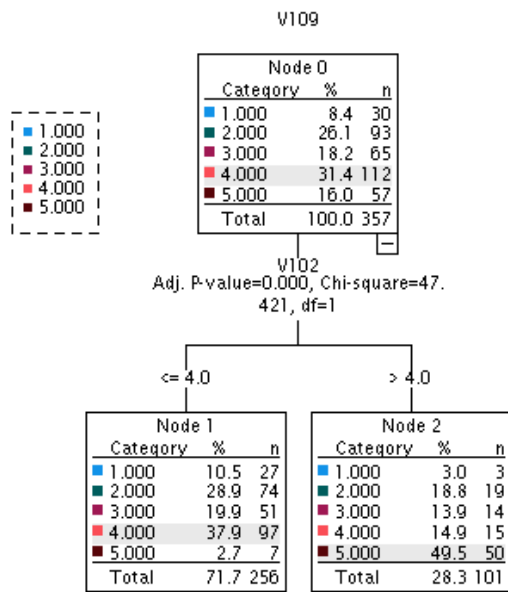 V109
Node 0
Category % n
1.000 8.4 30
2.000 26.1 93
3.000 18.2 65
4.000 31.4 112
5.000 16.0 57
Total 100.0 357
1.000
2.000
3.000
4.000
5.000
V102
Adj. P-value=0.000, Chi-square=47.
421, df=1
<= 4.0
> 4.0
Node 1
Category % n
1.000 10.5 27
2.000 28.9 74
3.000 19.9 51
4.000 37.9 97
5.000 2.7 7
Total 71.7 256
Node 2
Category % n
1.000 3.0 3
2.000 18.8 19
3.000 13.9 14
4.000 14.9 15
5.000 49.5 50
Total 28.3 101